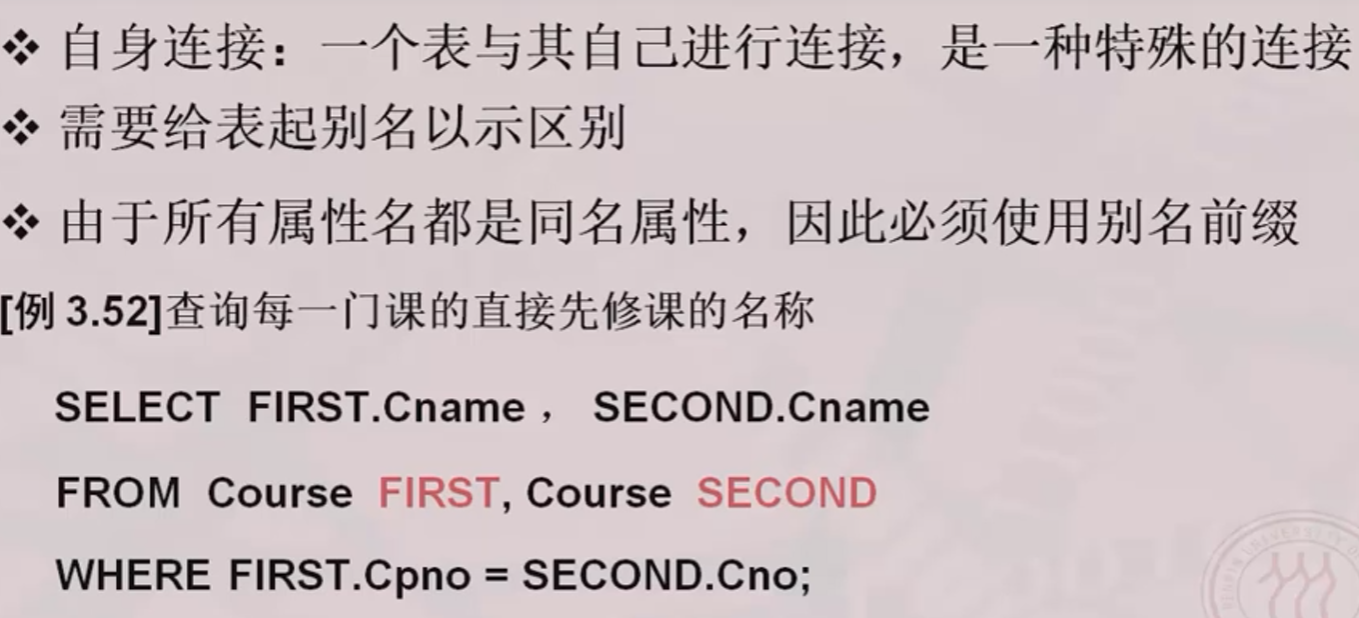 ❖ 自身连接：一个表与其自己进行连接，是一种特殊的连接
❖ 需要给表起别名以示区别
❖ 由于所有属性名都是同名属性，因此必须使用别名前缀
[例 3.52]查询每一门课的直接先修课的名称
SELECT FIRST.Cname， SECOND.Cname
FROM Course FIRST, Course SECOND
WHERE FIRST.Cpno = SECOND.Cno;